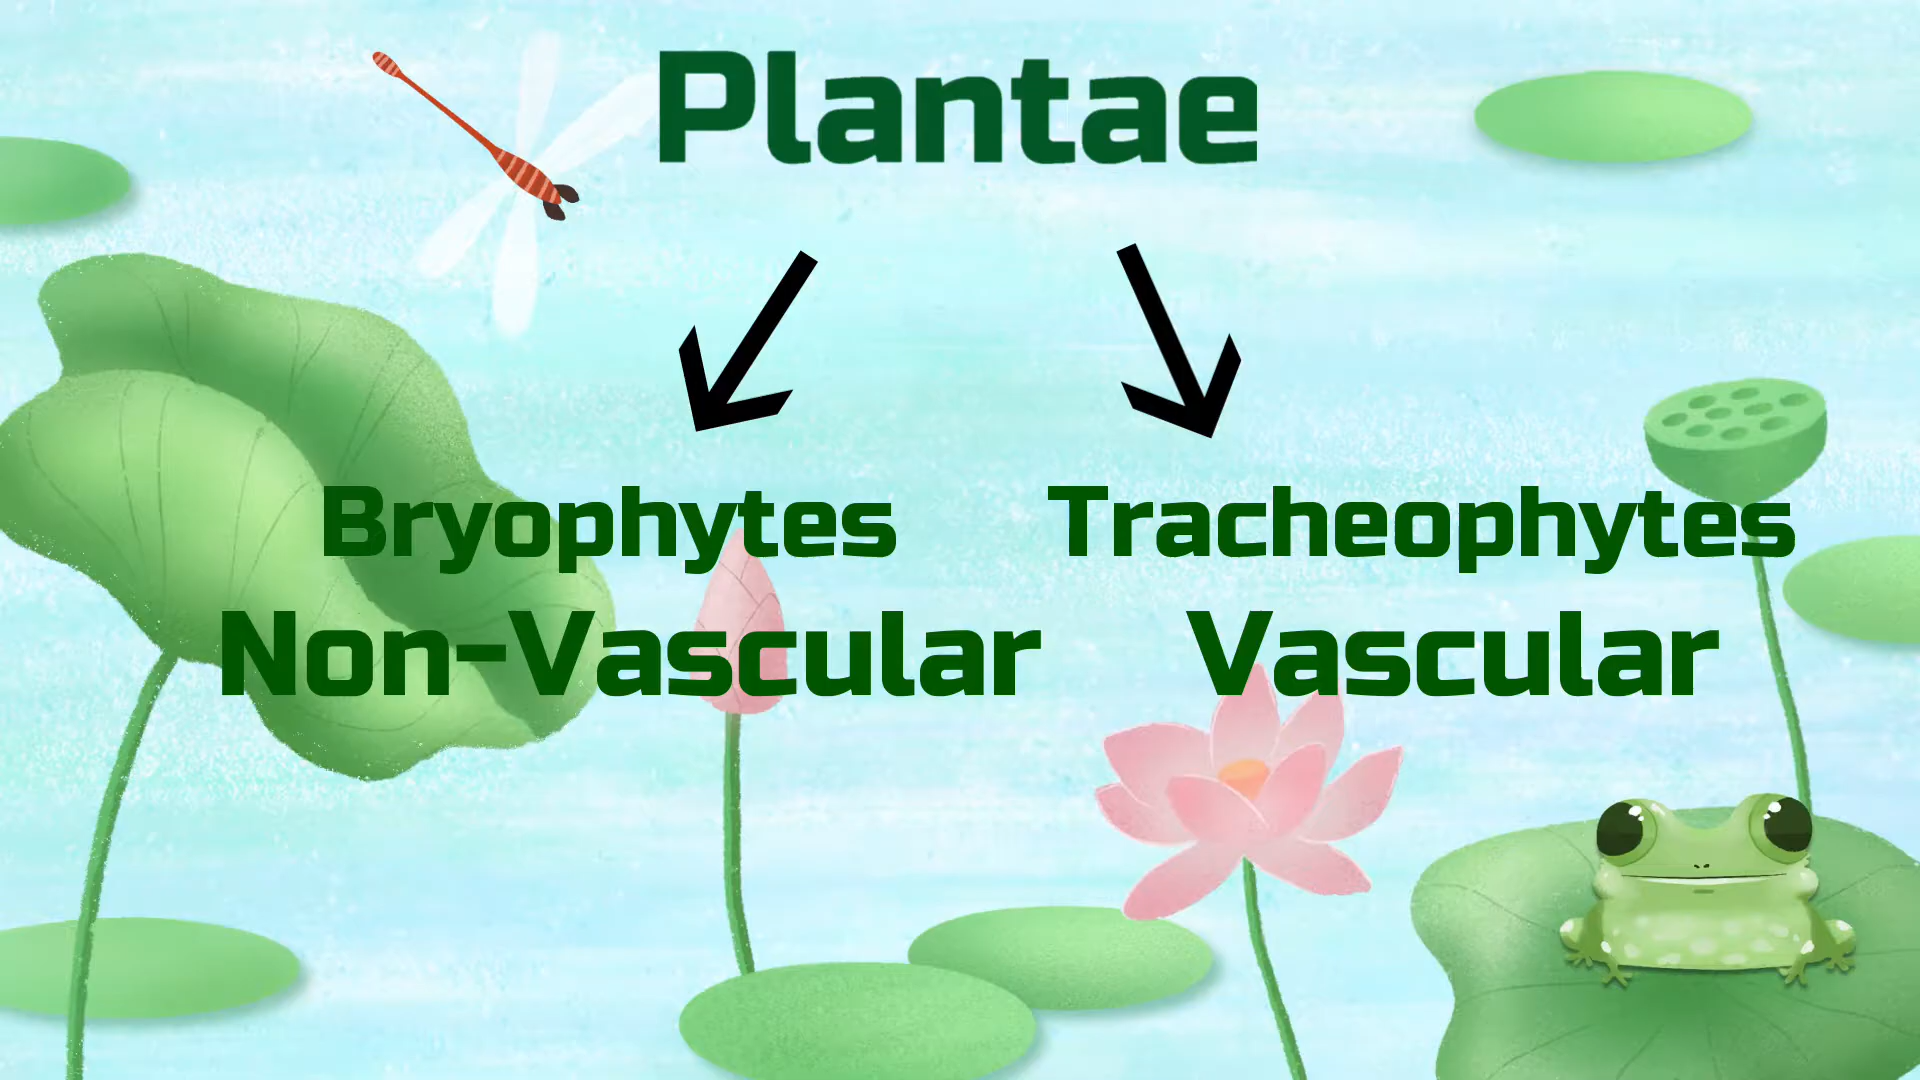 Plantae
Bryophytes
Non-Vascular
Tracheophytes
Vascular